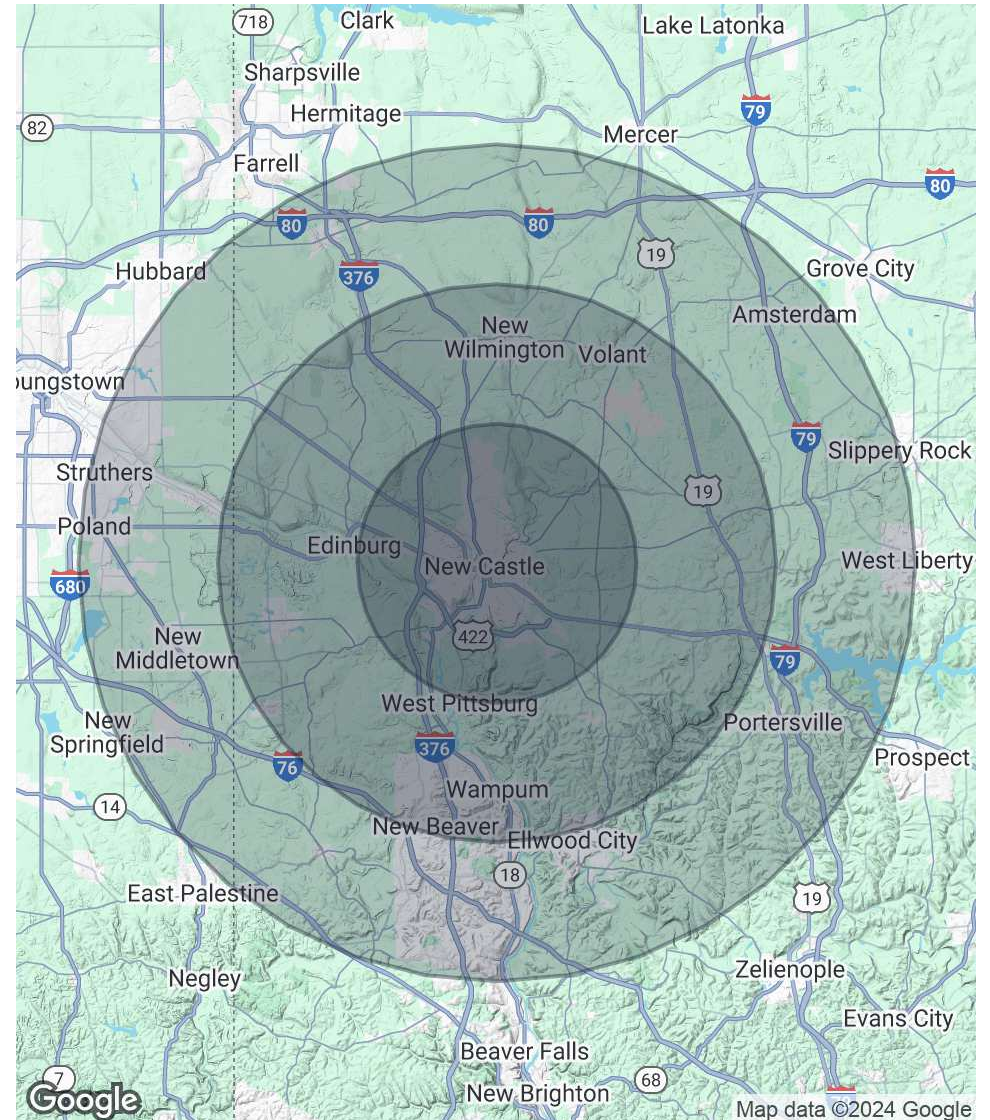 718
Clark
Lake Latonka
Sharpsville
79
Hermitage
82
Mercer
Farrell
80
80
80
19
Hubbard
376
Grove City
Amsterdam
New
Wilmington
Volant
oungstown
79
Slippery Rock
Struthers
19
Poland
Edinburg
West Liberty
New Castle
680
422
New
Middletown
79
West Pittsburg
New
Springfield
Portersville
376
Prospect
76
Wampum
14
New Beaver
Ellwood City
18
East Palestine
19
Negley
Zelienople
Evans City
Beaver Falls
7
68
New Brighton
Google
Map data ©2024 Google